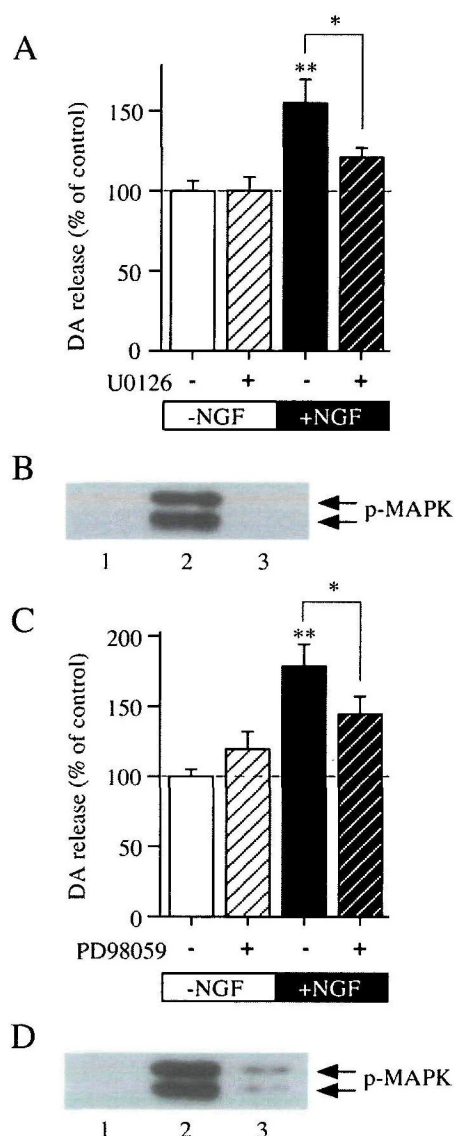 A
*
**
150
100
50
0
DA release (% of control)
U0126 - + - +
-NGF +NGF
B
p-MAPK
1 2 3
C
*
**
200
150
100
50
0
DA release (% of control)
PD98059 - + - +
-NGF +NGF
D
p-MAPK
1 2 3